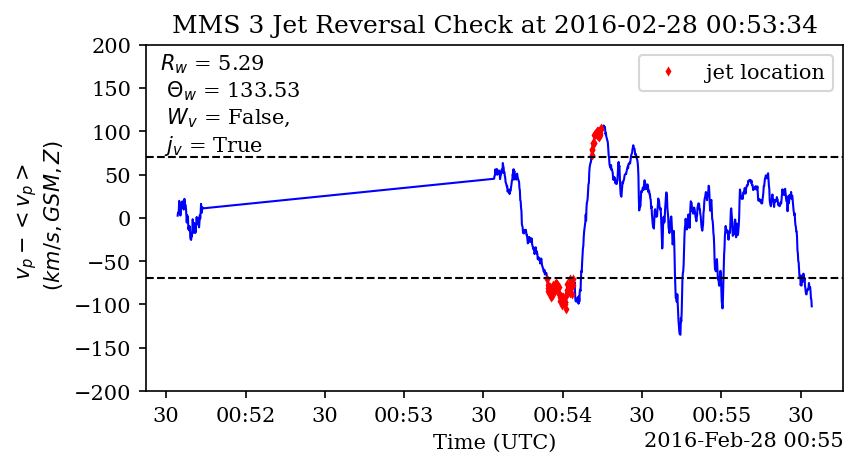 MMS 3 Jet Reversal Check at 2016-02-28 00:53:34
R_w = 5.29
Θ_w = 133.53
W_v = False,
j_v = True
jet location
v_p − < v_p >
(km/s, GSM, Z)
200
150
100
50
0
−50
−100
−150
−200
30 00:52 30 00:53 30 00:54 30 00:55 30
Time (UTC)
2016-Feb-28 00:55